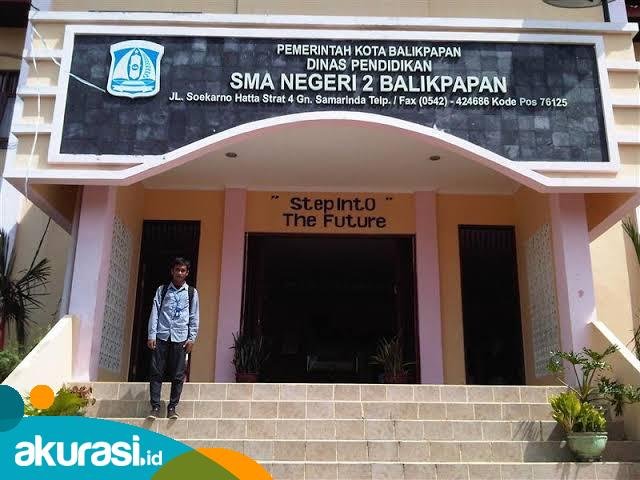 PEMERINTAH KOTA BALIKPAPAN
DINAS PENDIDIKAN
SMA NEGERI 2 BALIKPAPAN
JL. Soekarno Hatta Strat 4 Gn. Samarinda Telp. / Fax (0542) - 424686 Kode Pos 76125
" Step Into "
The Future
akurasi.id